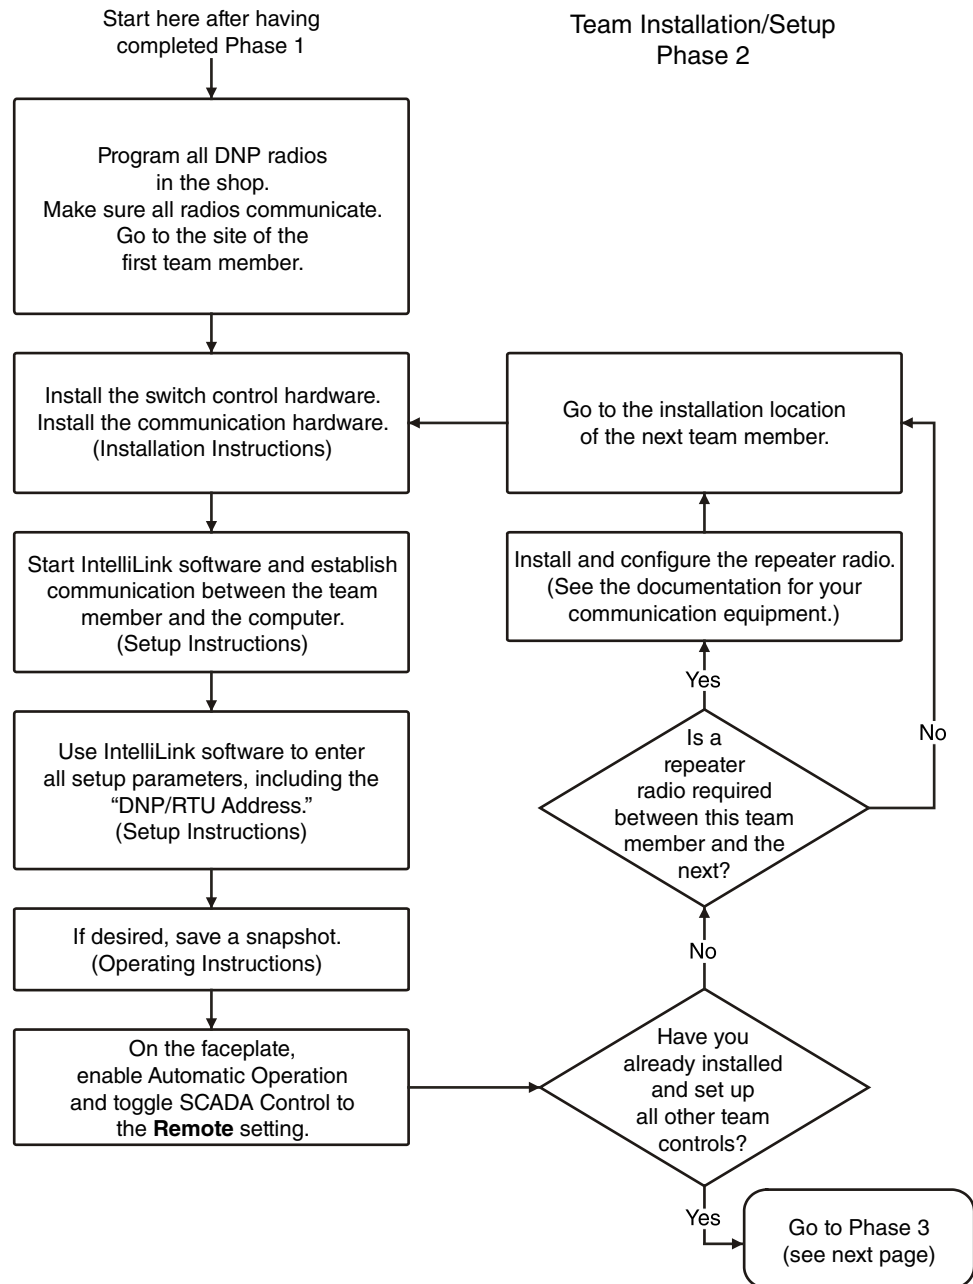 Start here after having
completed Phase 1
Team Installation/Setup
Phase 2
Program all DNP radios
in the shop.
Make sure all radios communicate.
Go to the site of the
first team member.
Install the switch control hardware.
Install the communication hardware.
(Installation Instructions)
Go to the installation location
of the next team member.
Start IntelliLink software and establish
communication between the team
member and the computer.
(Setup Instructions)
Install and configure the repeater radio.
(See the documentation for your
communication equipment.)
Yes
Use IntelliLink software to enter
all setup parameters, including the
“DNP/RTU Address.”
(Setup Instructions)
Is a
repeater
radio required
between this team
member and the
next?
No
If desired, save a snapshot.
(Operating Instructions)
No
On the faceplate,
enable Automatic Operation
and toggle SCADA Control to
the Remote setting.
Have you
already installed
and set up
all other team
controls?
Yes
Go to Phase 3
(see next page)